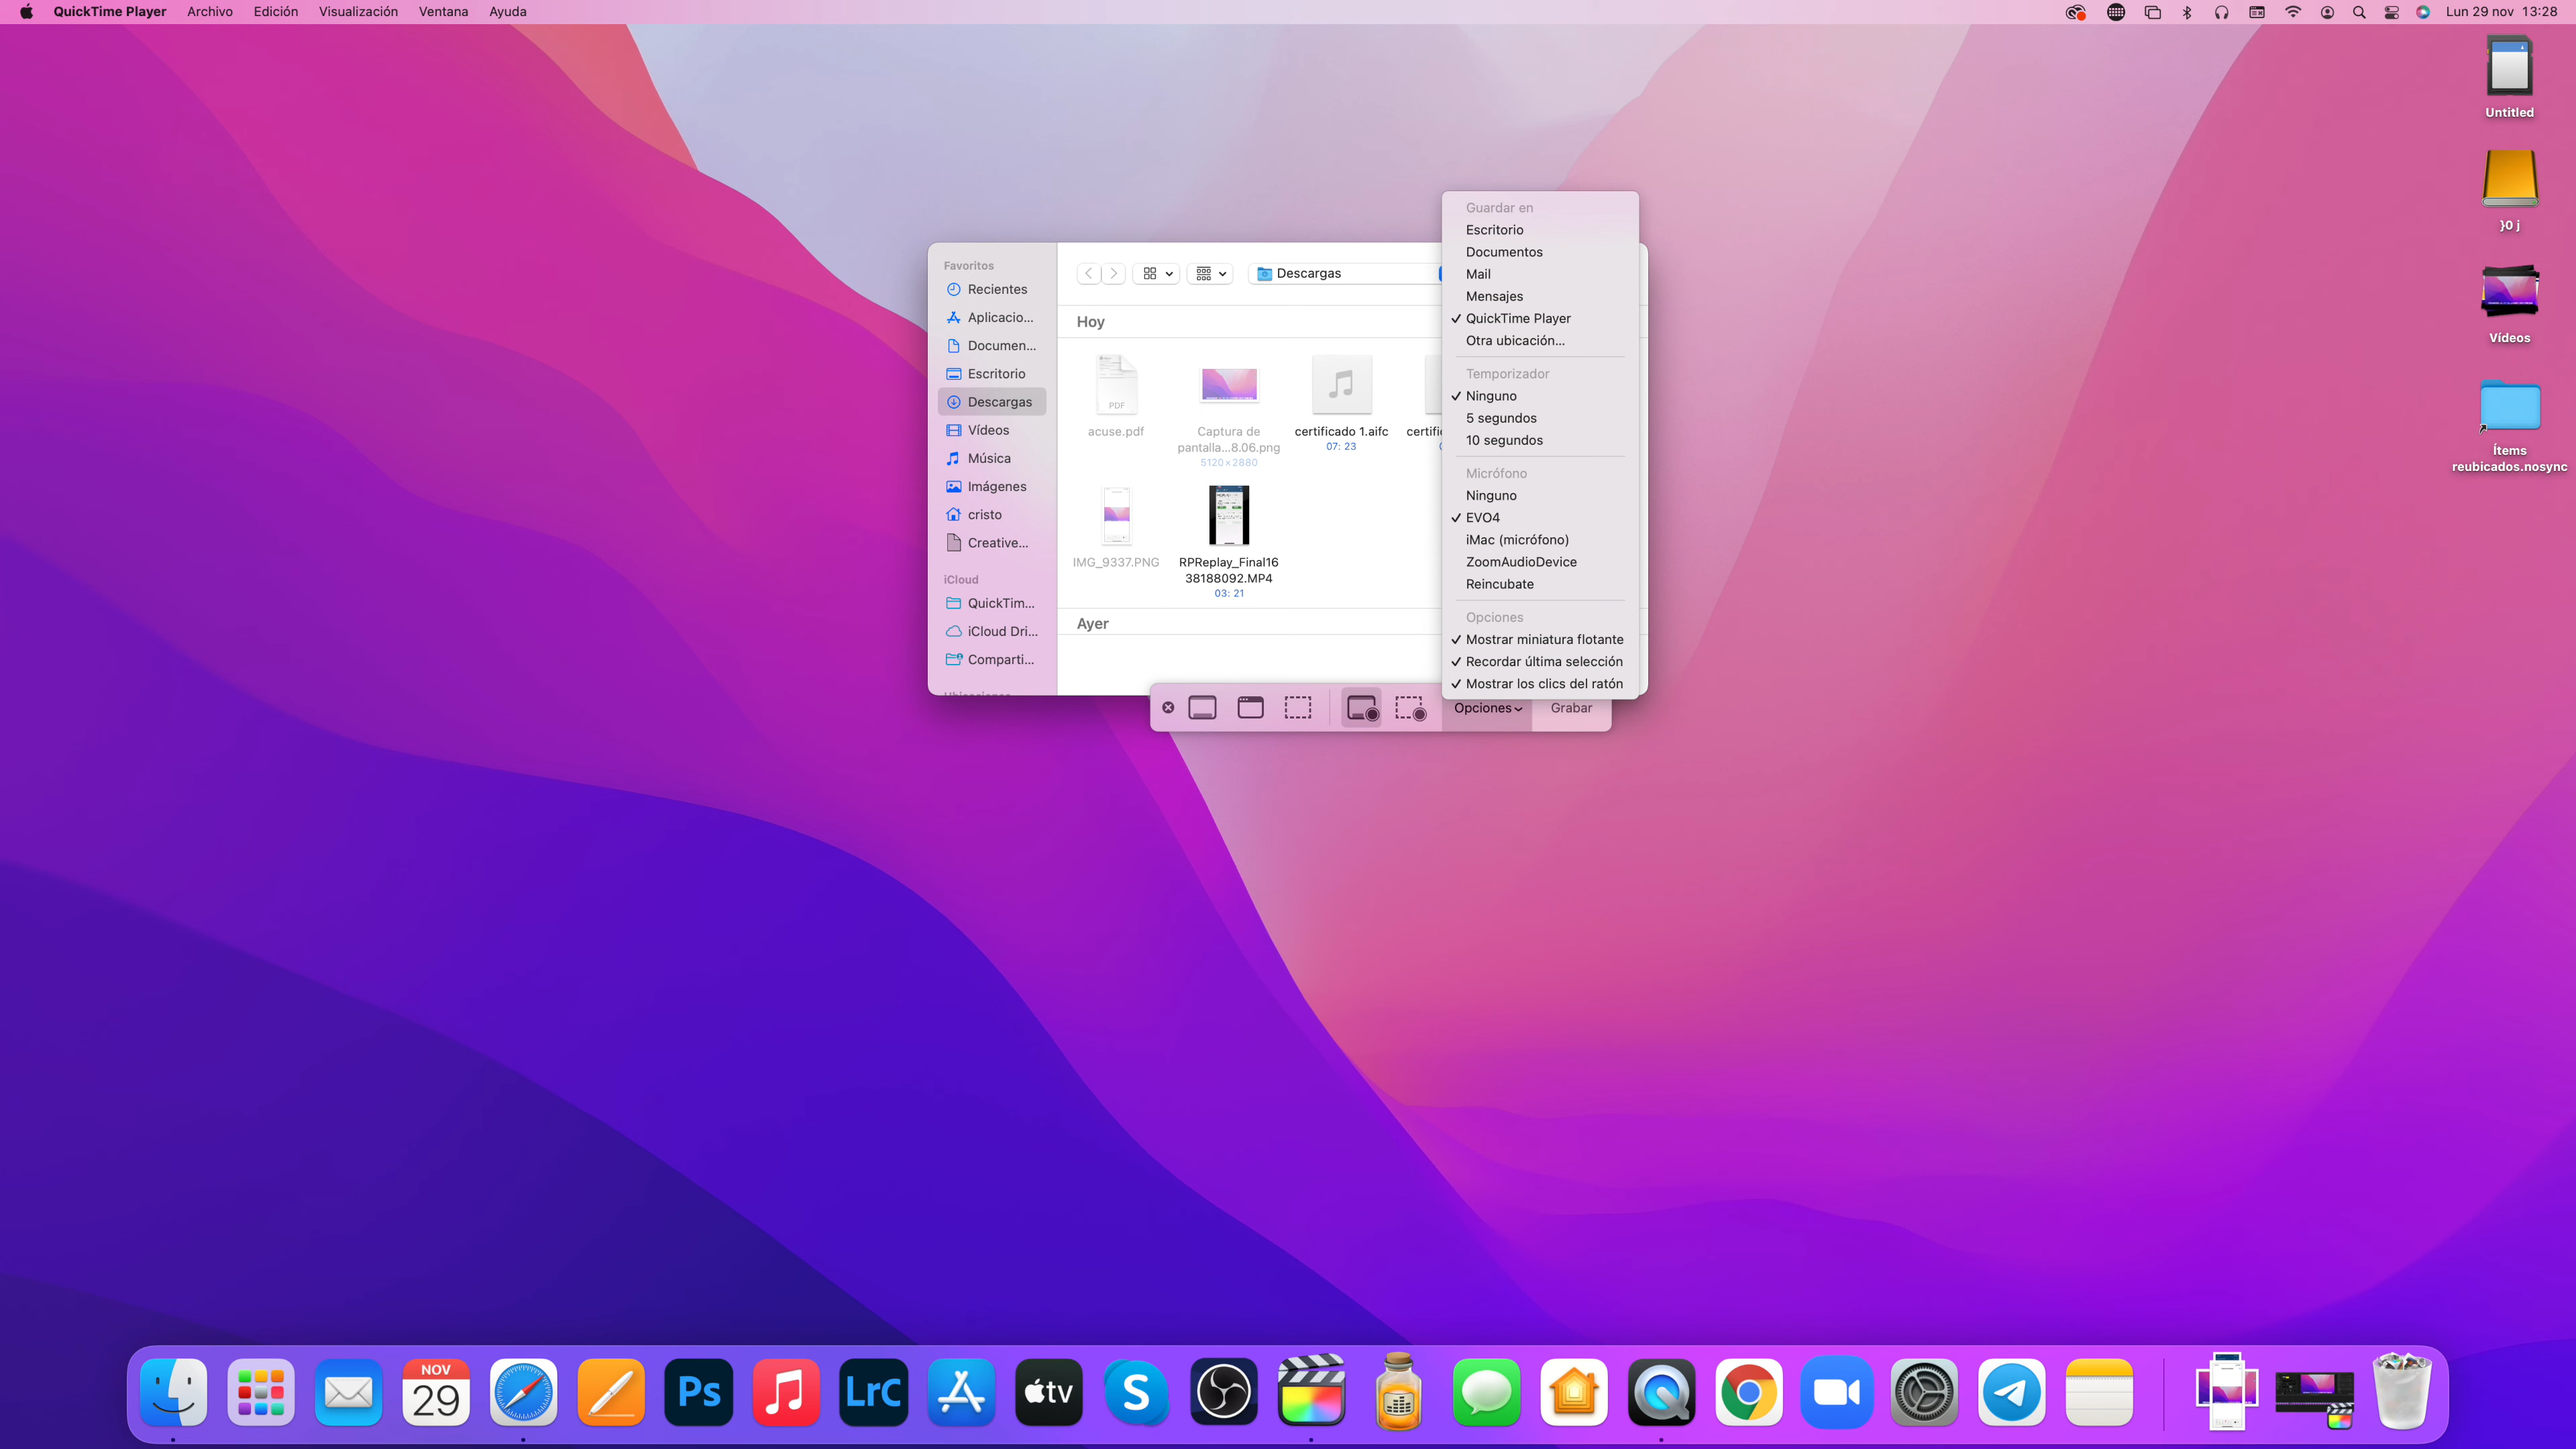 QuickTime Player Archivo Edición Visualización Ventana Ayuda
Lun 29 nov 13:28
Untitled
}0 j
Vídeos
Ítems
reubicados.nosync
Favoritos
Recientes
Aplicacio...
Documen...
Escritorio
Descargas
Vídeos
Música
Imágenes
cristo
Creative...
iCloud
QuickTim...
iCloud Dri...
Comparti...
Descargas
Hoy
PDF
acuse.pdf
Captura de
pantalla...8.06.png
5120×2880
certificado 1.aifc
07: 23
certifi
IMG_9337.PNG
RPReplay_Final16
38188092.MP4
03: 21
Ayer
Guardar en
Escritorio
Documentos
Mail
Mensajes
✓ QuickTime Player
Otra ubicación...
Temporizador
✓ Ninguno
5 segundos
10 segundos
Micrófono
Ninguno
✓ EVO4
iMac (micrófono)
ZoomAudioDevice
Reincubate
Opciones
✓ Mostrar miniatura flotante
✓ Recordar última selección
✓ Mostrar los clics del ratón
Opciones Grabar
NOV
29
Ps
LrC
tv
S